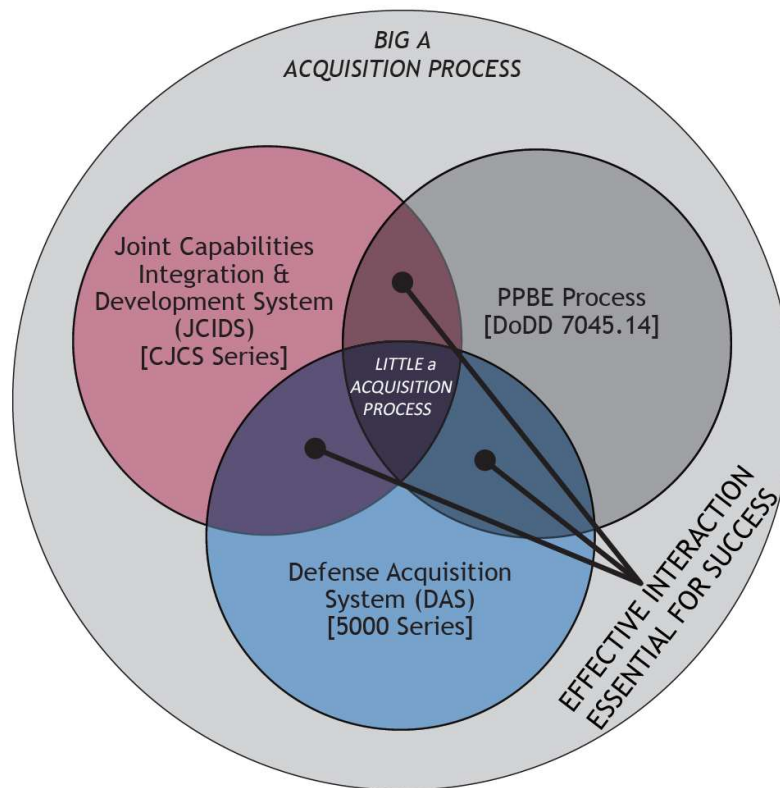 BIG A
ACQUISITION PROCESS
Joint Capabilities
Integration &
Development System
(JCIDS)
[CJCS Series]
PPBE Process
[DoDD 7045.14]
LITTLE a
ACQUISITION
PROCESS
Defense Acquisition
System (DAS)
[5000 Series]
EFFECTIVE INTERACTION
ESSENTIAL FOR SUCCESS